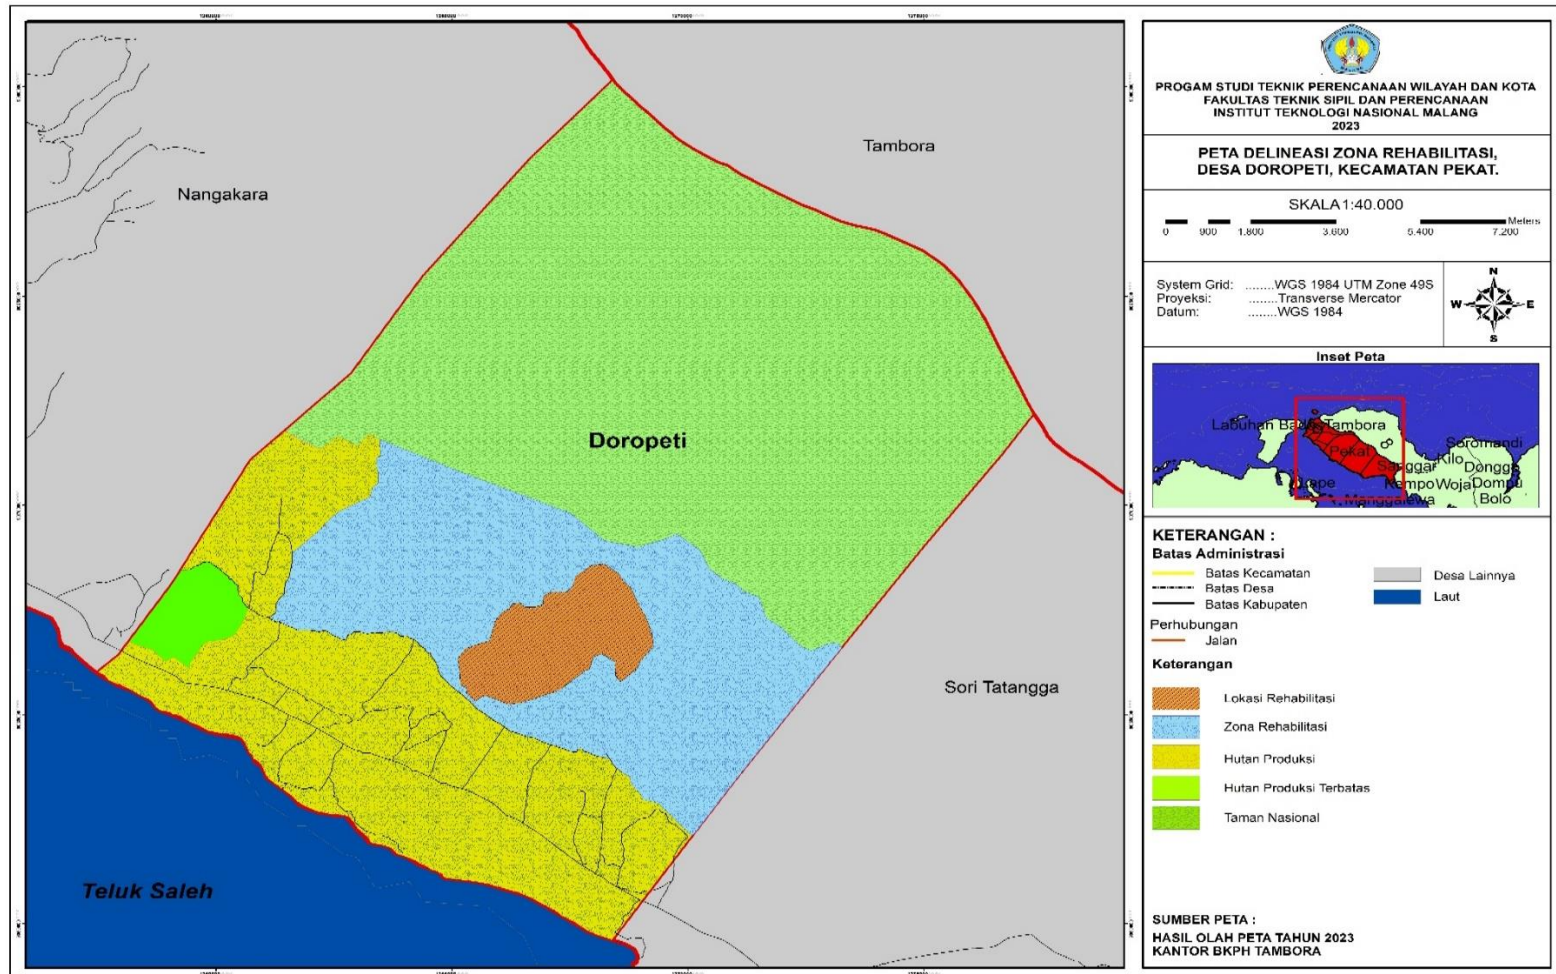 Nangakara
Tambora
Doropeti
Sori Tatangga
Teluk Saleh
PROGAM STUDI TEKNIK PERENCANAAN WILAYAH DAN KOTA
FAKULTAS TEKNIK SIPIL DAN PERENCANAAN
INSTITUT TEKNOLOGI NASIONAL MALANG
2023
PETA DELINEASI ZONA REHABILITASI,
DESA DOROPETI, KECAMATAN PEKAT.
SKALA 1:40.000
Meters
0 900 1.800 3.600 5.400 7.200
System Grid: ........WGS 1984 UTM Zone 49S
Proyeksi: ........Transverse Mercator
Datum: ........WGS 1984
N
W E
S
Inset Peta
Tambora
Labuhan
Pekat
Soromandi
Sanggar Kilo
Kempo Woja Dompu
Manggalewa Bolo
KETERANGAN :
Batas Administrasi
Batas Kecamatan
Batas Desa
Batas Kabupaten
Desa Lainnya
Laut
Perhubungan
Jalan
Keterangan
Lokasi Rehabilitasi
Zona Rehabilitasi
Hutan Produksi
Hutan Produksi Terbatas
Taman Nasional
SUMBER PETA :
HASIL OLAH PETA TAHUN 2023
KANTOR BKPH TAMBORA